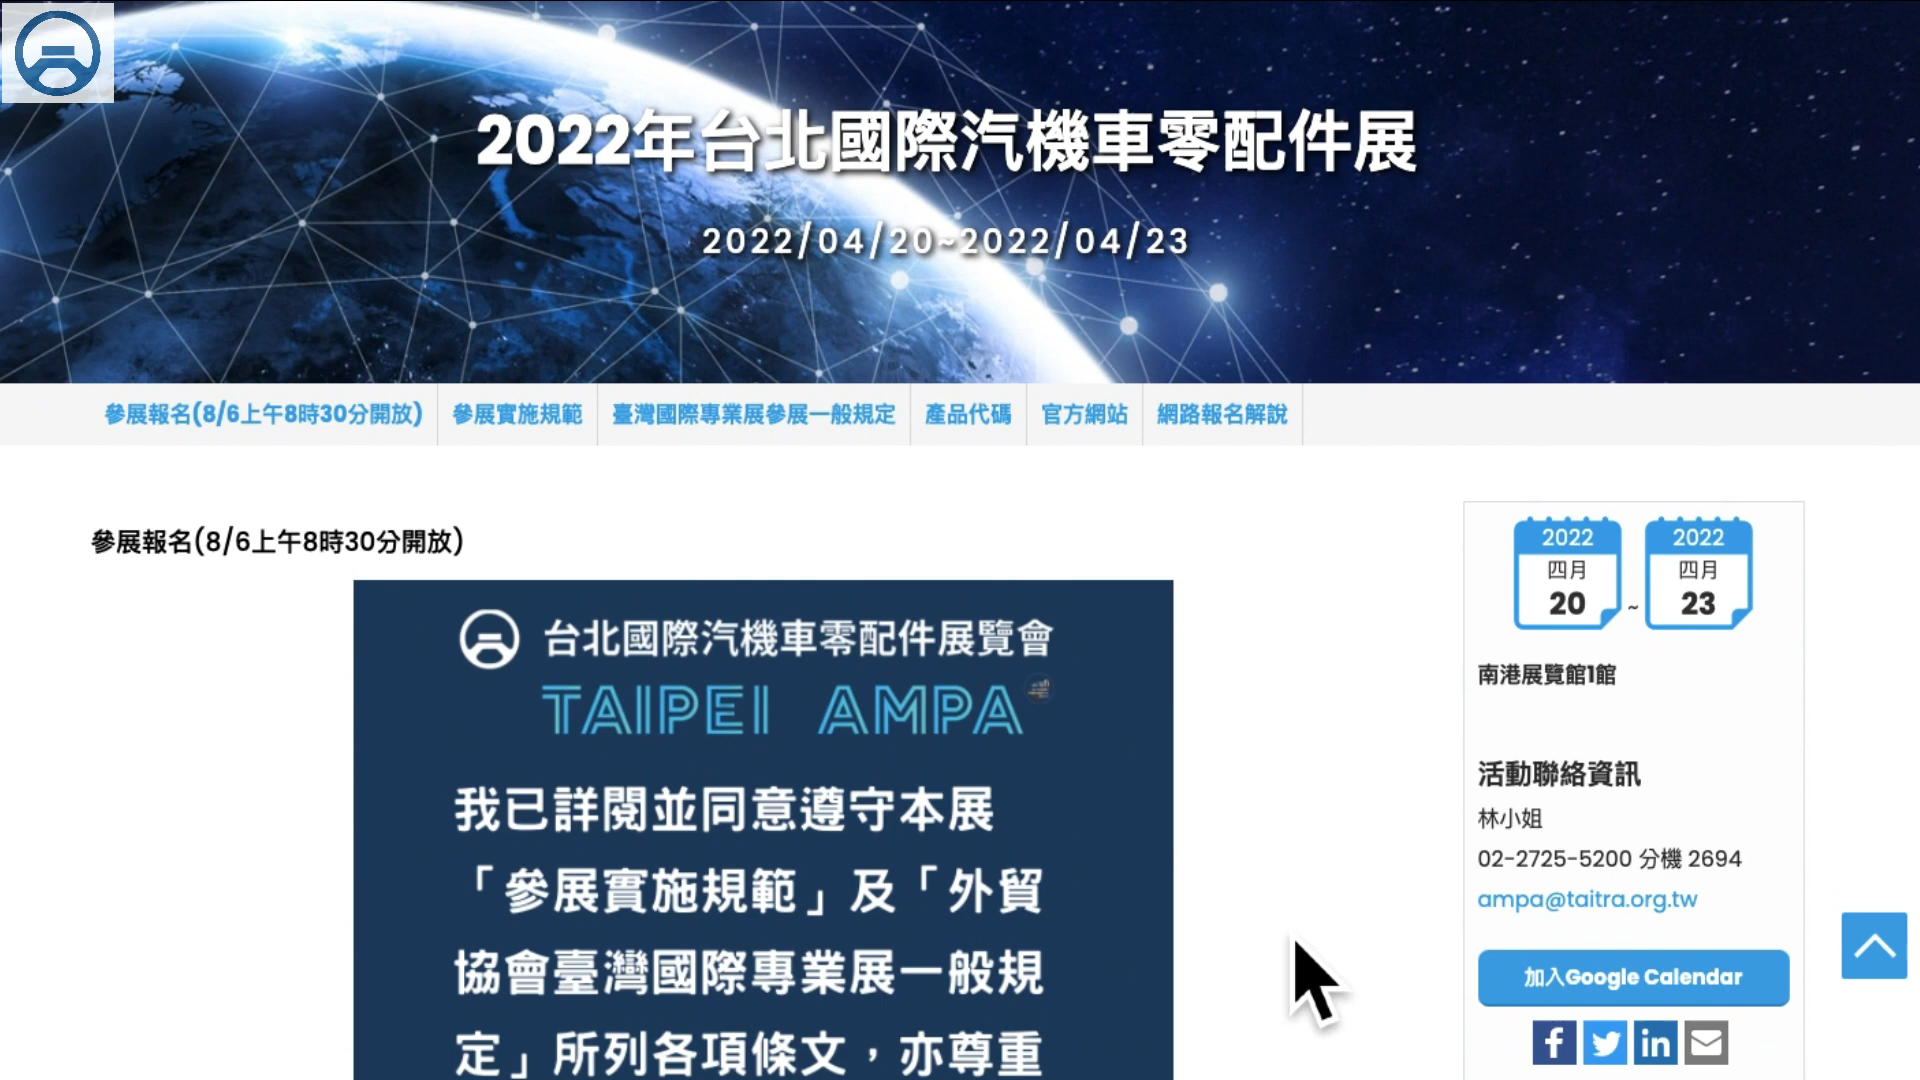 2022年台北國際汽機車零配件展
2022/04/20~2022/04/23
參展報名(8/6上午8時30分開放) 參展實施規範 臺灣國際專業展參展一般規定 產品代碼 官方網站 網路報名解說
參展報名(8/6上午8時30分開放)
台北國際汽機車零配件展覽會
TAIPEI AMPA
我已詳閱並同意遵守本展
「參展實施規範」及「外貿
協會臺灣國際專業展一般規
定」所列各項條文，亦尊重
2022 2022
四月 四月
20 ~ 23
南港展覽館1館
活動聯絡資訊
林小姐
02-2725-5200 分機 2694
ampa@taitra.org.tw
加入Google Calendar